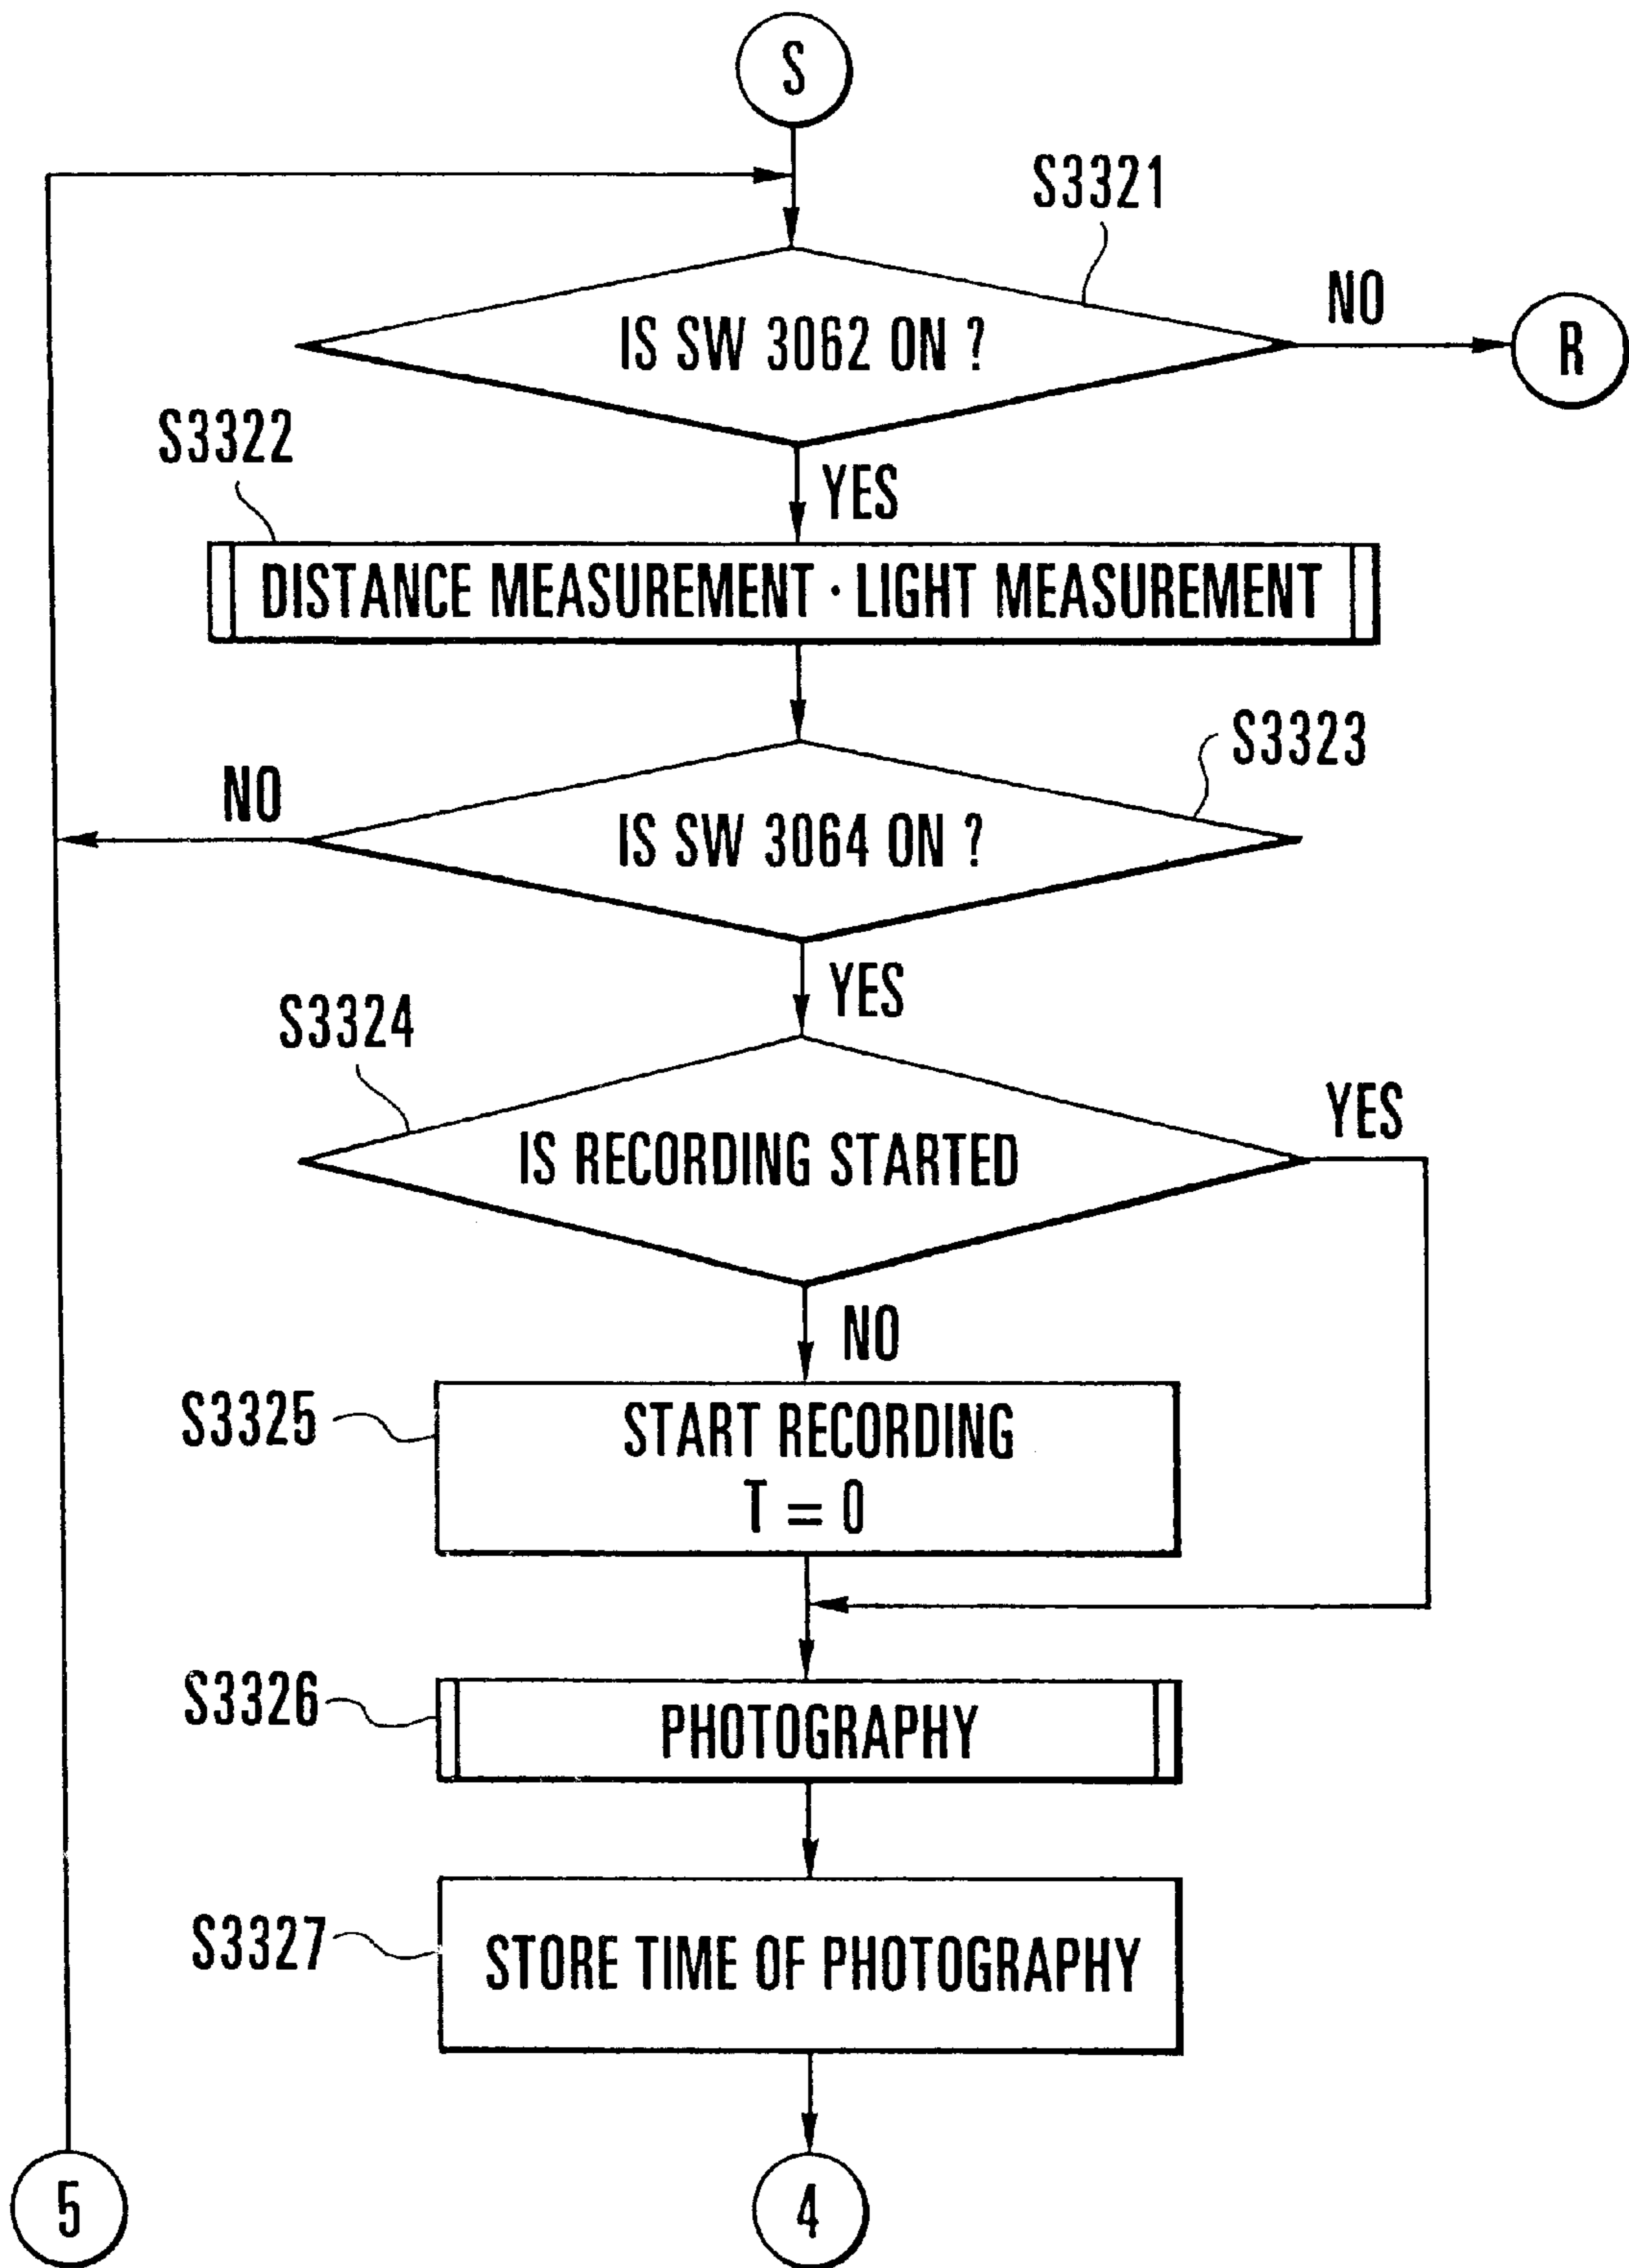 S
S3321
IS SW 3062 ON ?
NO
R
S3322
YES
DISTANCE MEASUREMENT · LIGHT MEASUREMENT
S3323
NO
IS SW 3064 ON ?
YES
S3324
YES
IS RECORDING STARTED
NO
S3325
START RECORDING
T = 0
S3326
PHOTOGRAPHY
S3327
STORE TIME OF PHOTOGRAPHY
5
4